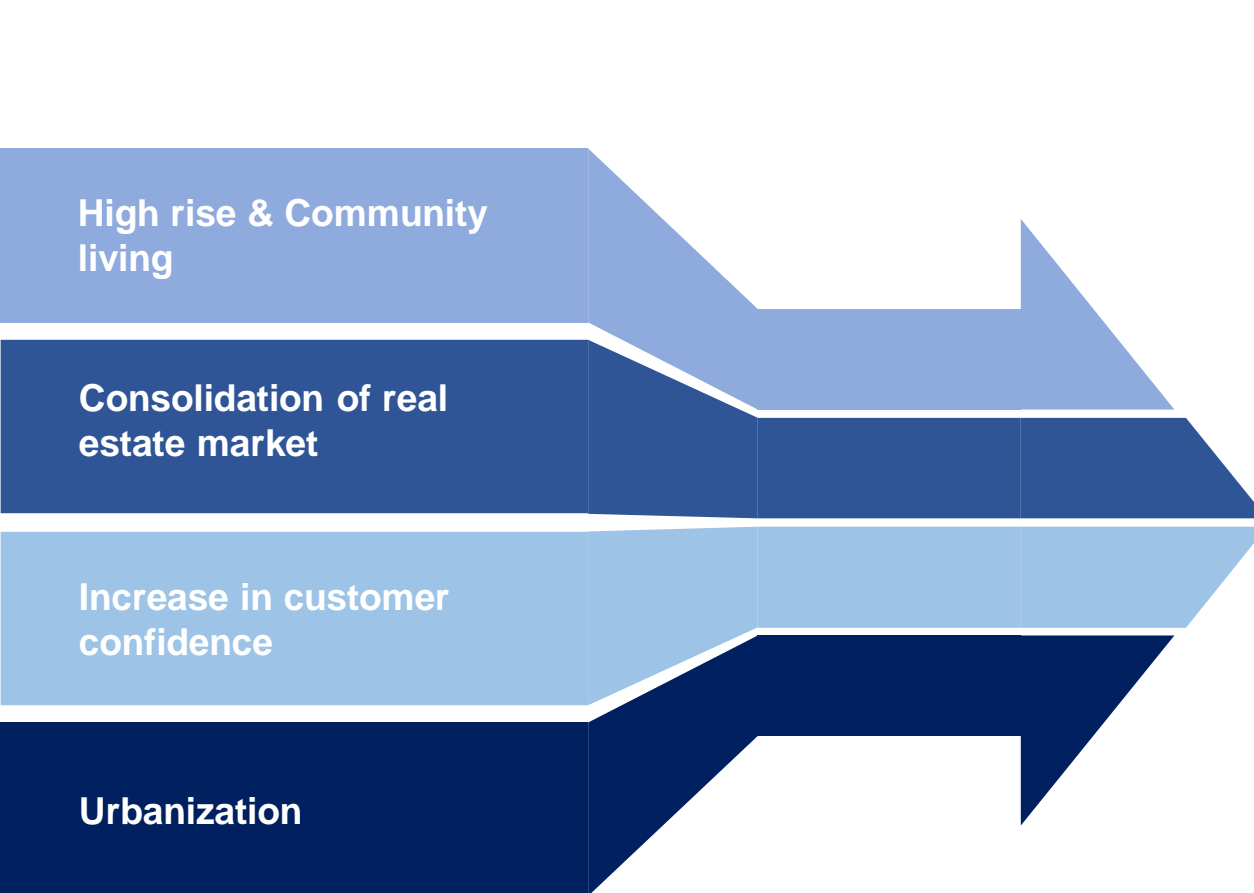 High rise & Community
living
Consolidation of real
estate market
Increase in customer
confidence
Urbanization